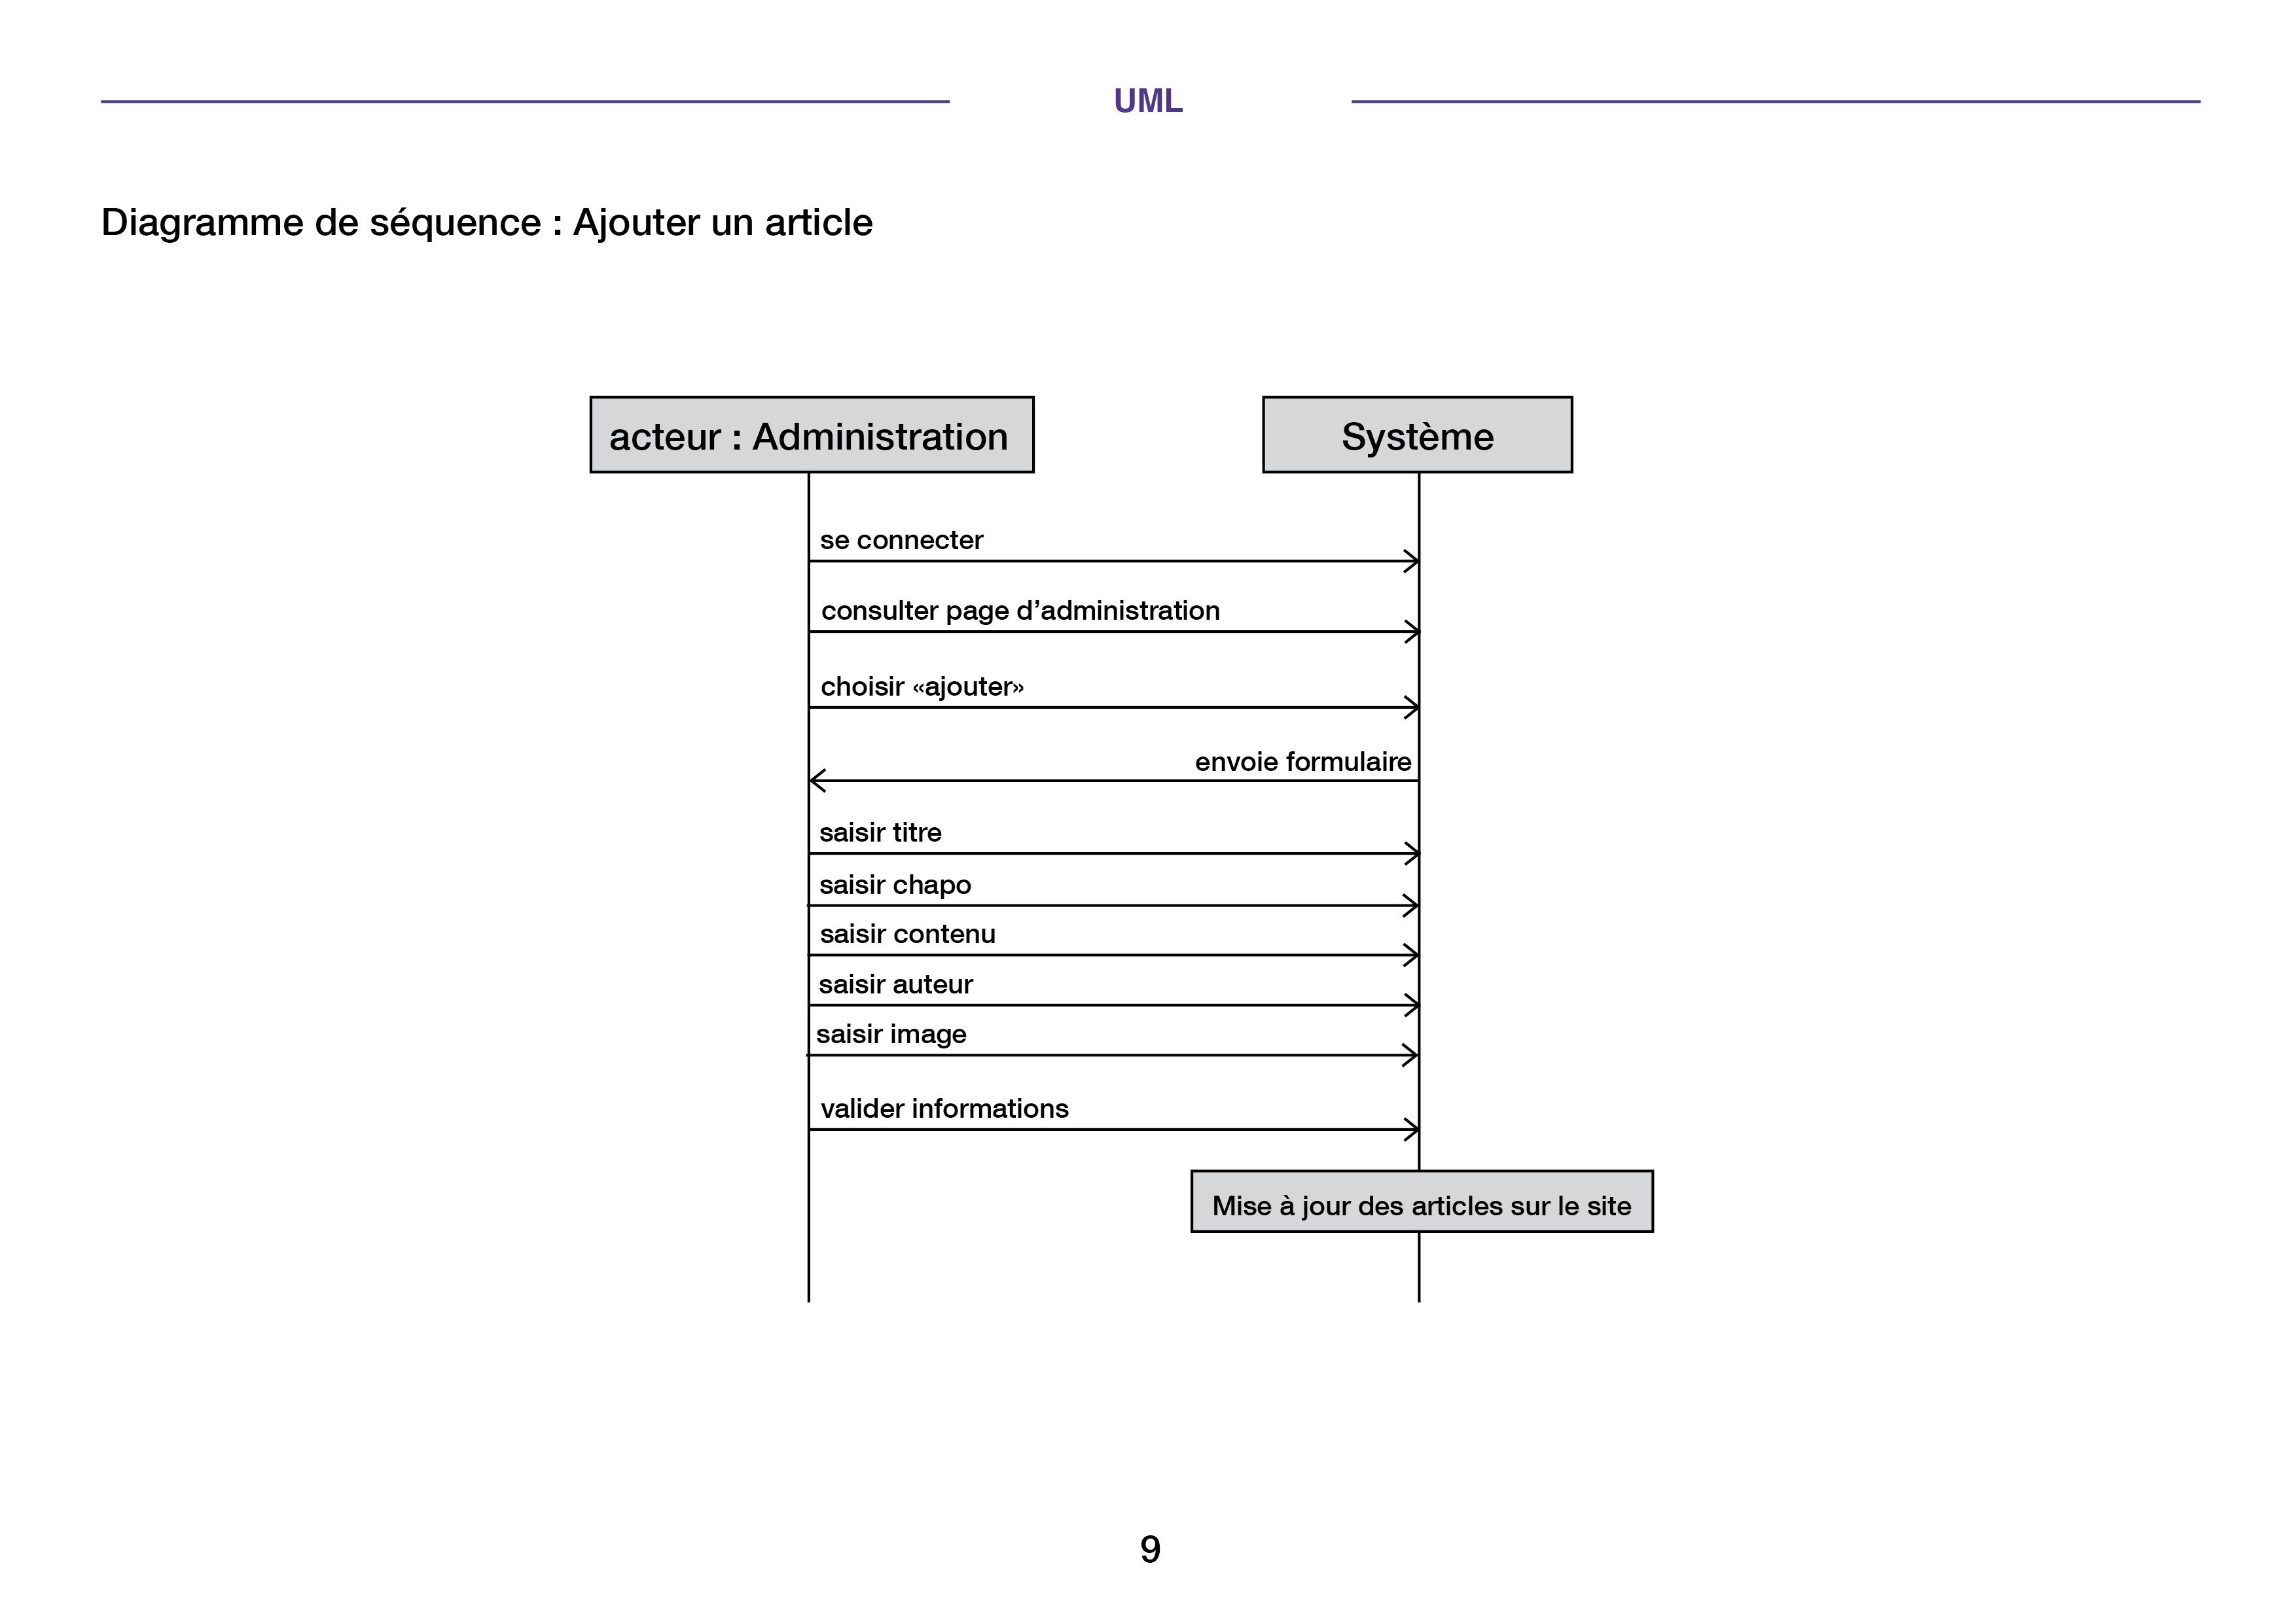 UML
Diagramme de séquence : Ajouter un article
acteur : Administration
Système
se connecter
consulter page d’administration
choisir «ajouter»
envoie formulaire
saisir titre
saisir chapo
saisir contenu
saisir auteur
saisir image
valider informations
Mise à jour des articles sur le site
9